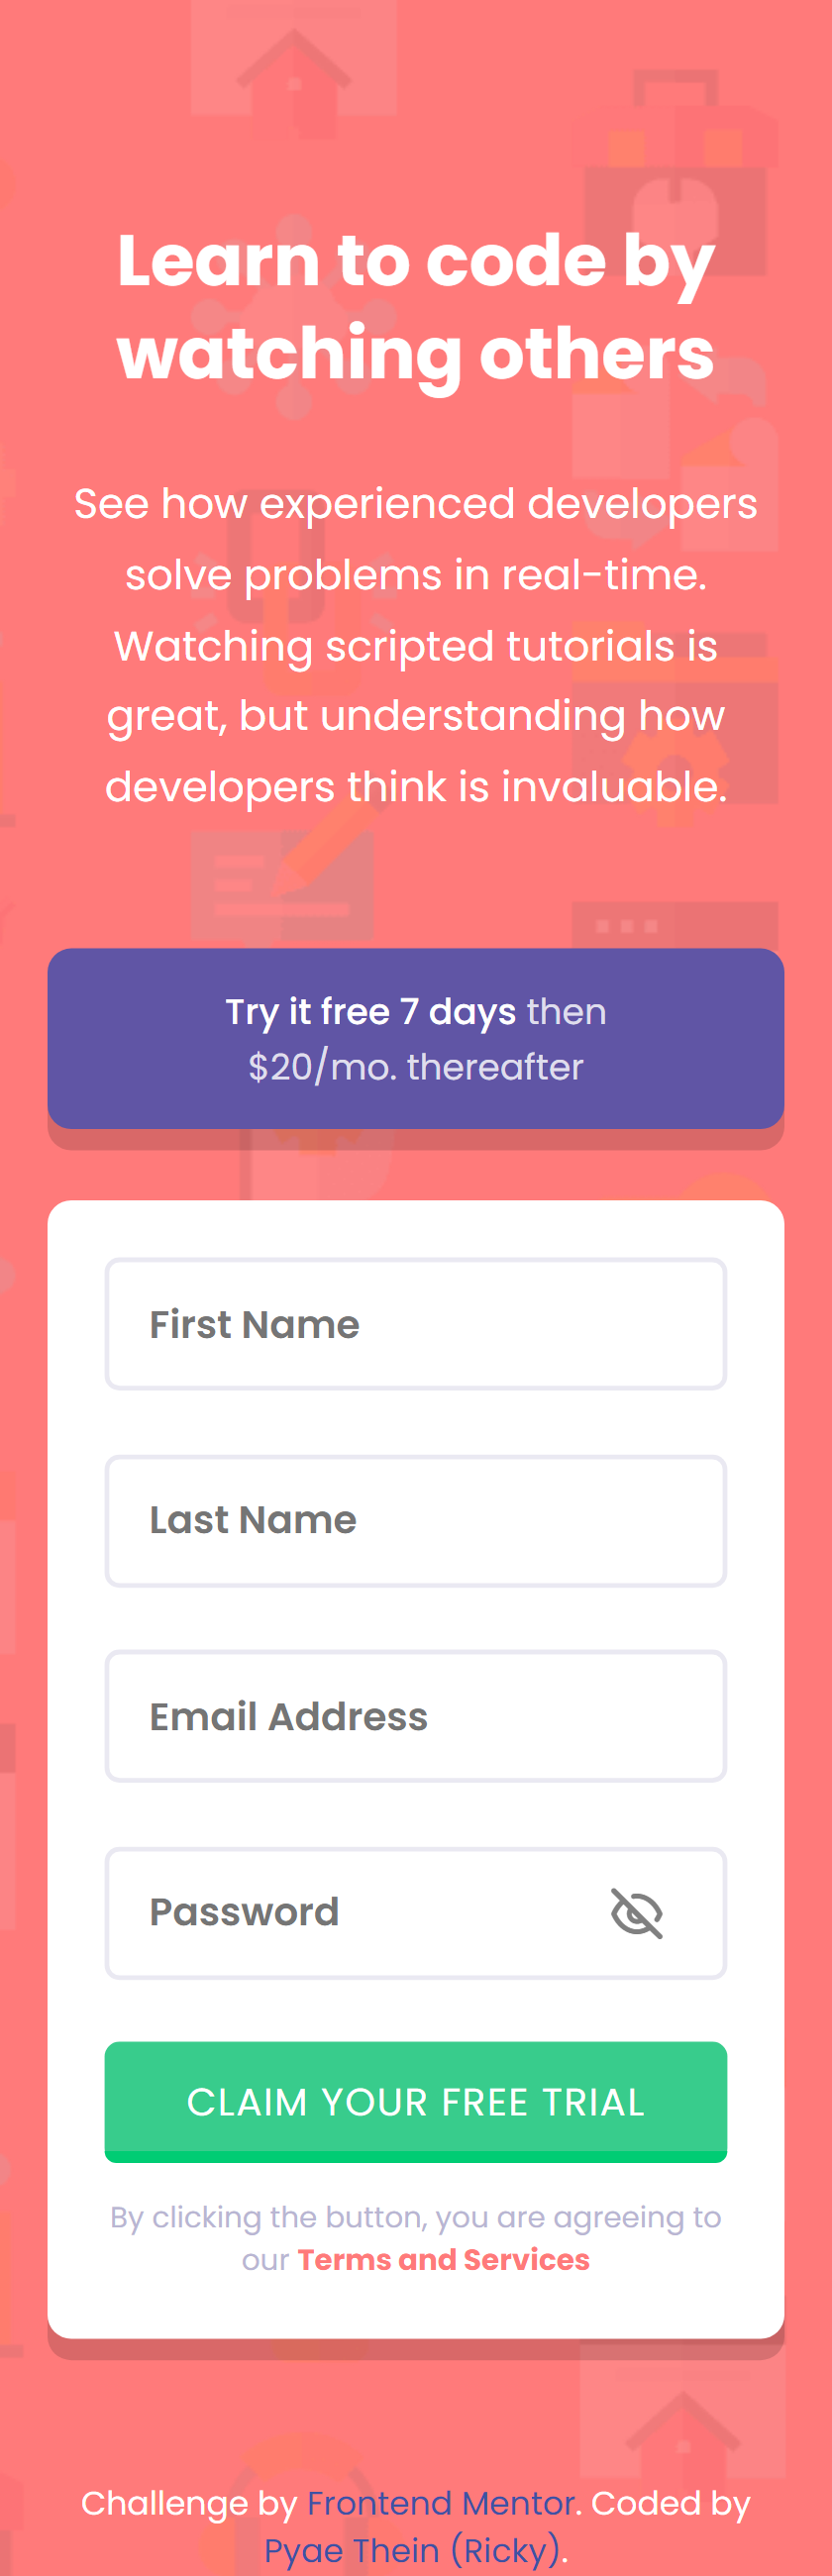 Learn to code by
watching others
See how experienced developers
solve problems in real-time.
Watching scripted tutorials is
great, but understanding how
developers think is invaluable.
Try it free 7 days then
$20/mo. thereafter
First Name
Last Name
Email Address
Password
CLAIM YOUR FREE TRIAL
By clicking the button, you are agreeing to
our Terms and Services
Challenge by Frontend Mentor. Coded by
Pyae Thein (Ricky).